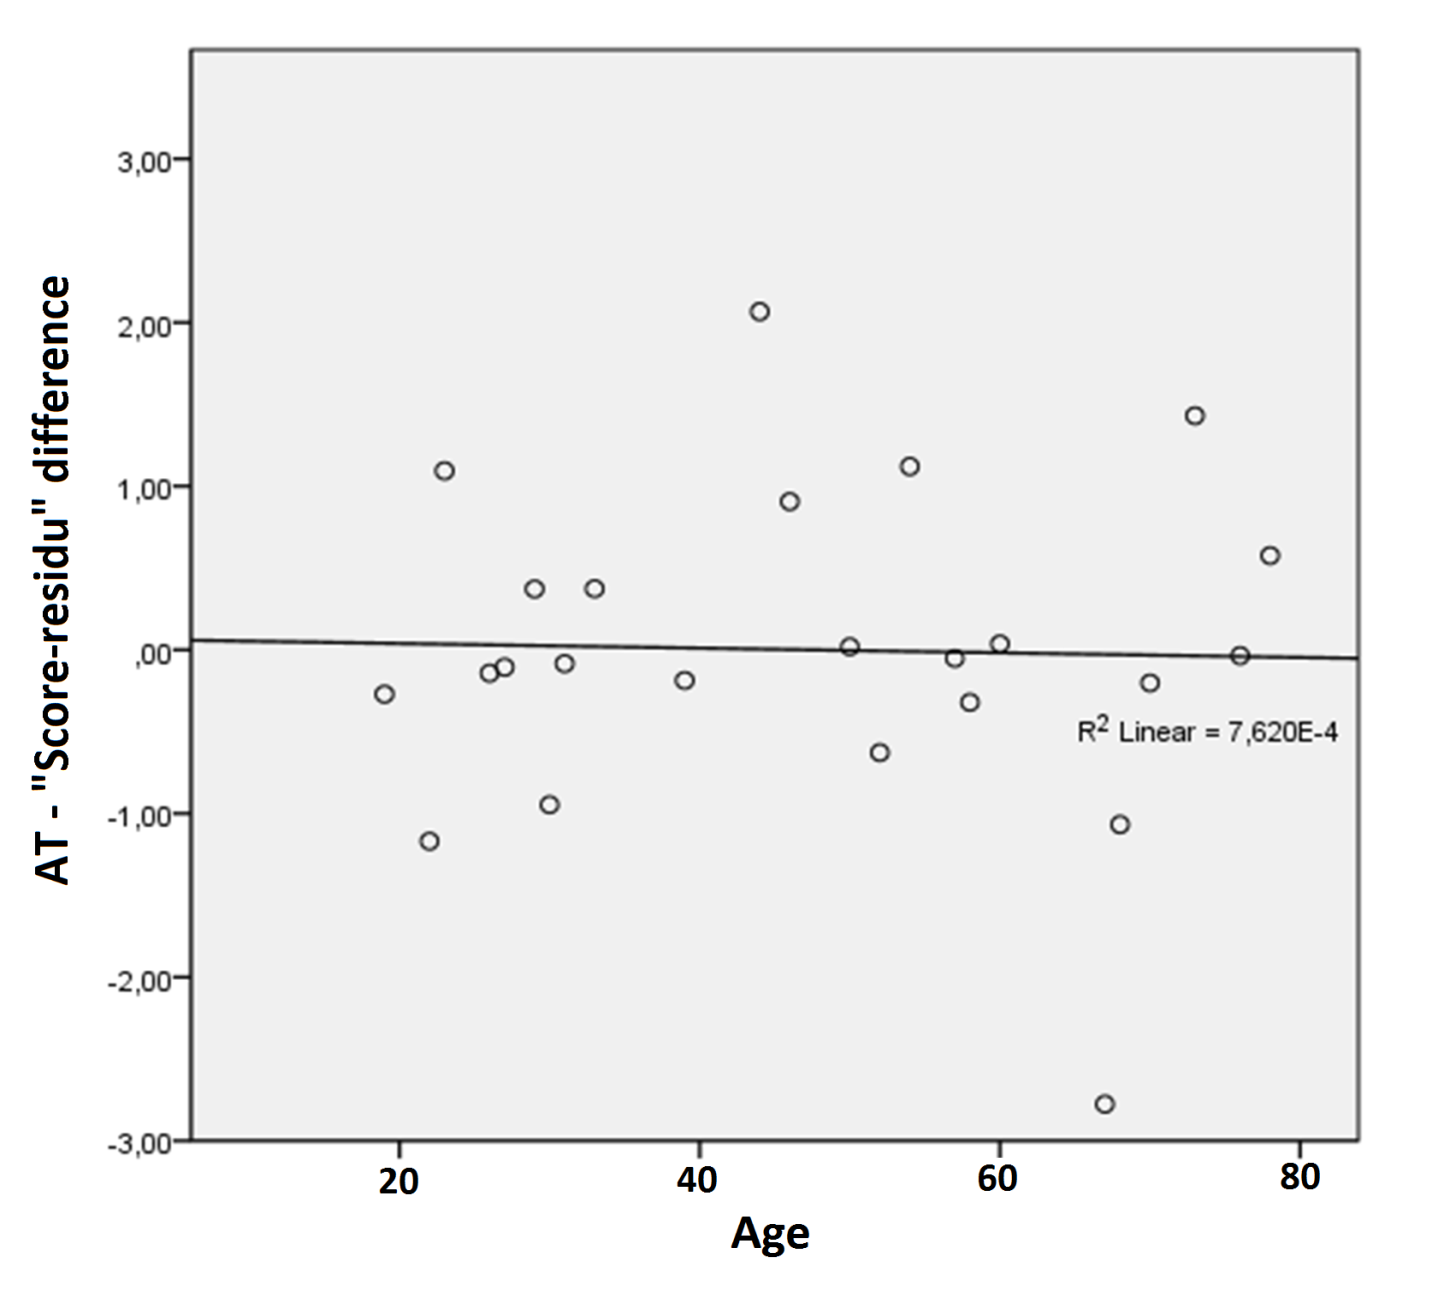 AT - "Score-residu" difference
3,00
2,00
1,00
,00
-1,00
-2,00
-3,00
R² Linear = 7,620E-4
20 40 60 80
Age